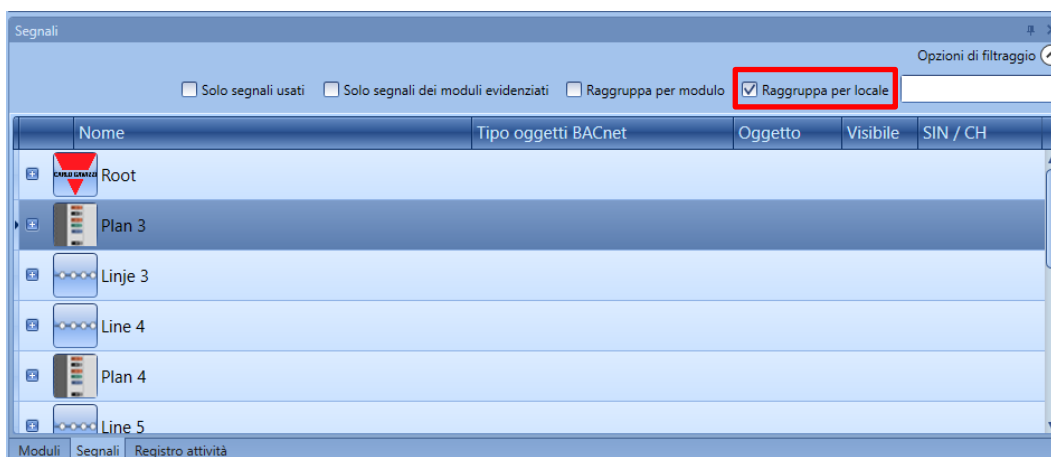 Segnali
Opzioni di filtraggio
Solo segnali usati Solo segnali dei moduli evidenziati Raggruppa per modulo Raggruppa per locale
Nome Tipo oggetti BACnet Oggetto Visibile SIN / CH
CARLO GAVAZZI Root
Plan 3
Linje 3
Line 4
Plan 4
Line 5
Moduli Segnali Registro attività